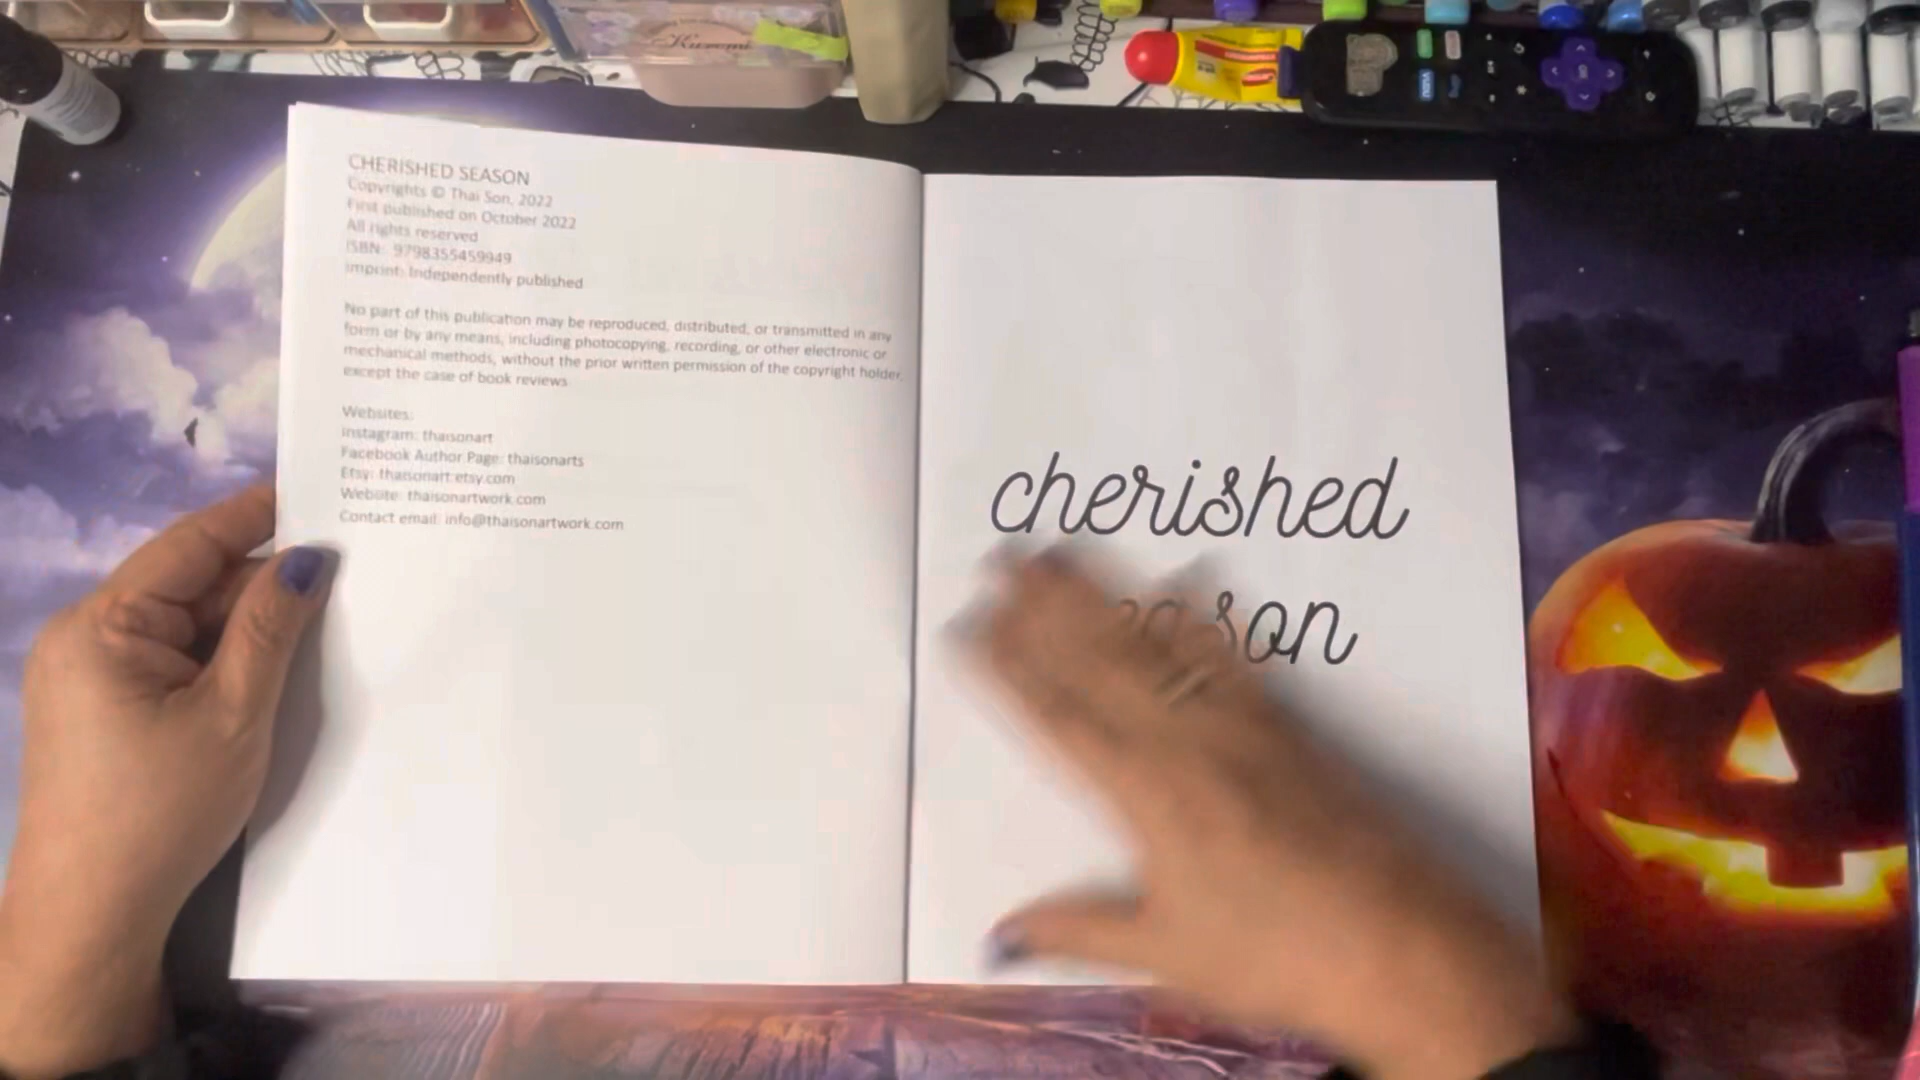 CHERISHED SEASON
Copyrights © Thai Son, 2022
First published on October 2022
All rights reserved
ISBN: 9798355459949
Imprint: Independently published
No part of this publication may be reproduced, distributed, or transmitted in any
form or by any means, including photocopying, recording, or other electronic or
mechanical methods, without the prior written permission of the copyright holder,
except the case of book reviews.
Websites:
Instagram: thaisonart
Facebook Author Page: thaisonarts
Etsy: thaisonart.etsy.com
Website: thaisonartwork.com
Contact email: info@thaisonartwork.com
cherished
son
Kuromi